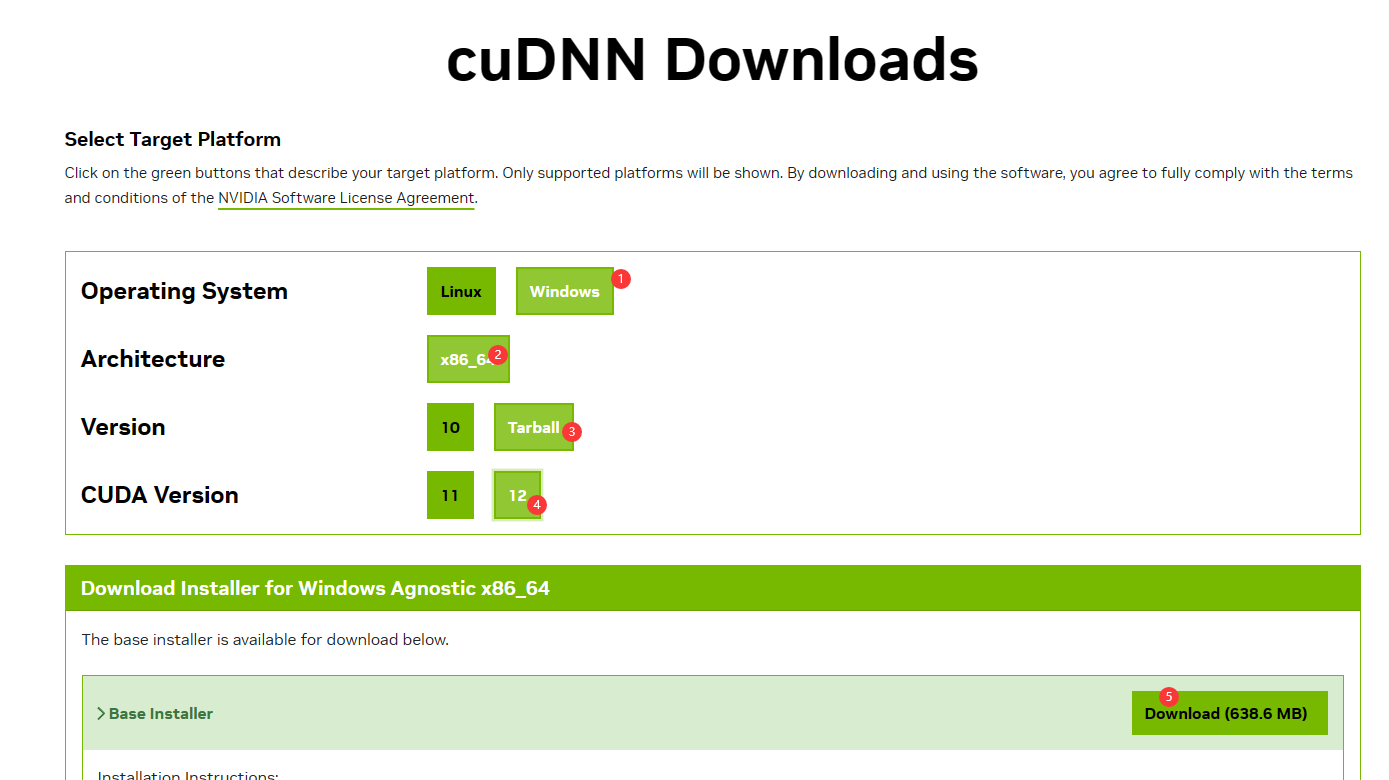 cuDNN Downloads
Select Target Platform
Click on the green buttons that describe your target platform. Only supported platforms will be shown. By downloading and using the software, you agree to fully comply with the terms
and conditions of the NVIDIA Software License Agreement.
Operating System Linux Windows 1
Architecture x86_64 2
Version 10 Tarball 3
CUDA Version 11 12 4
Download Installer for Windows Agnostic x86_64
The base installer is available for download below.
5
Base Installer Download (638.6 MB)
Installation Instructions: